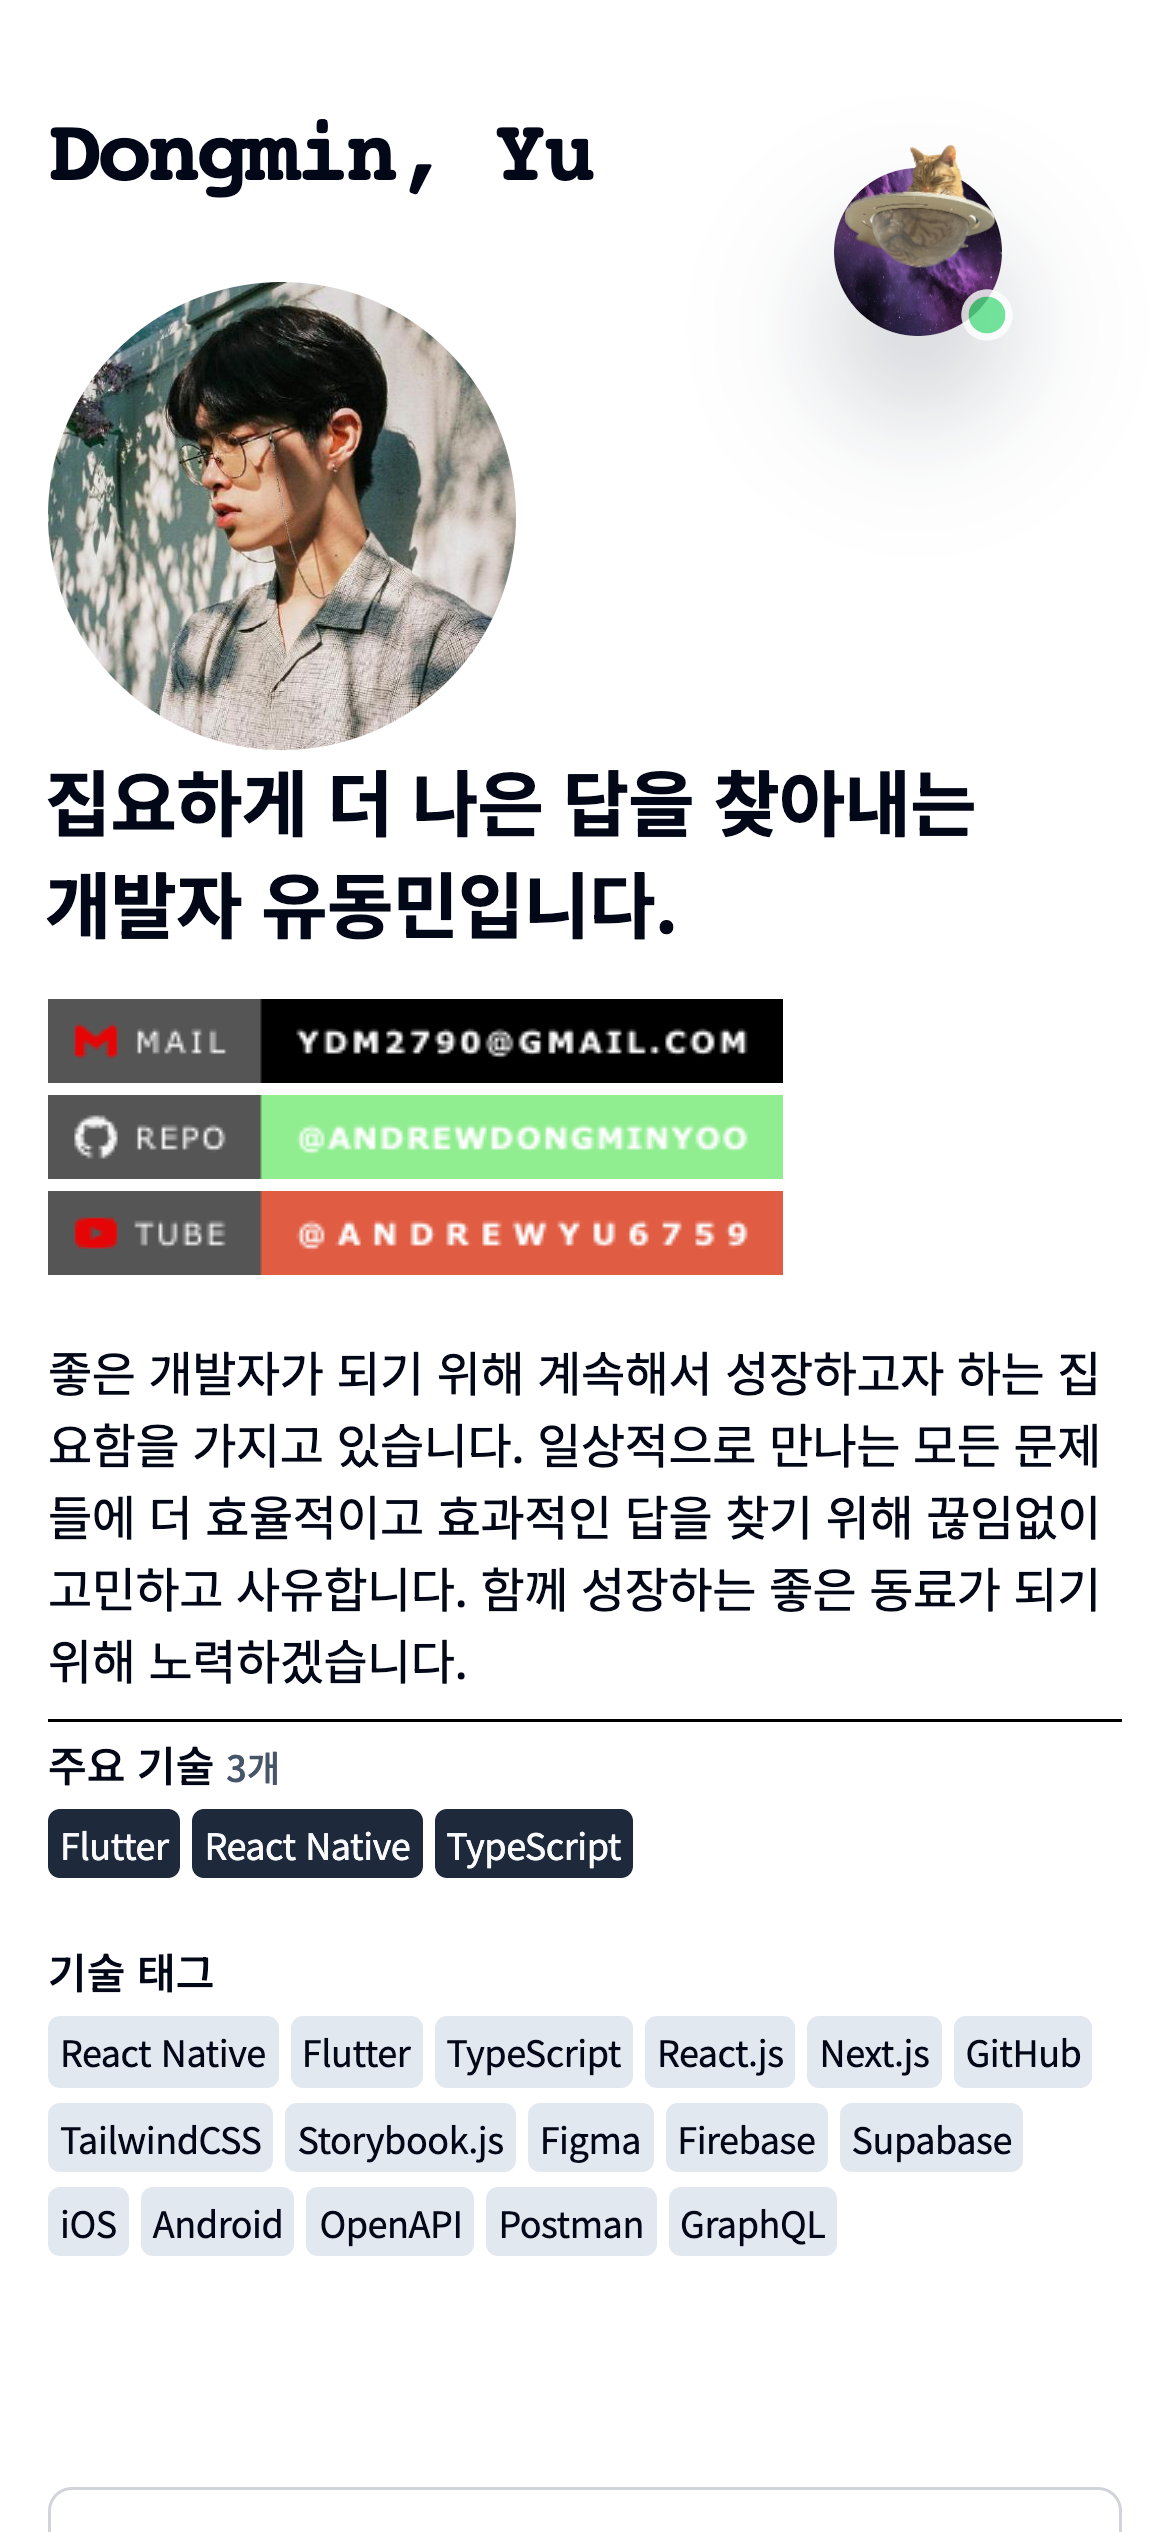 Dongmin, Yu
집요하게 더 나은 답을 찾아내는
개발자 유동민입니다.
MAIL YDM2790@GMAIL.COM
REPO @ANDREWDONGMINYOO
TUBE @ANDREWYU6759
좋은 개발자가 되기 위해 계속해서 성장하고자 하는 집
요함을 가지고 있습니다. 일상적으로 만나는 모든 문제
들에 더 효율적이고 효과적인 답을 찾기 위해 끊임없이
고민하고 사유합니다. 함께 성장하는 좋은 동료가 되기
위해 노력하겠습니다.
주요 기술 3개
Flutter React Native TypeScript
기술 태그
React Native Flutter TypeScript React.js Next.js GitHub
TailwindCSS Storybook.js Figma Firebase Supabase
iOS Android OpenAPI Postman GraphQL